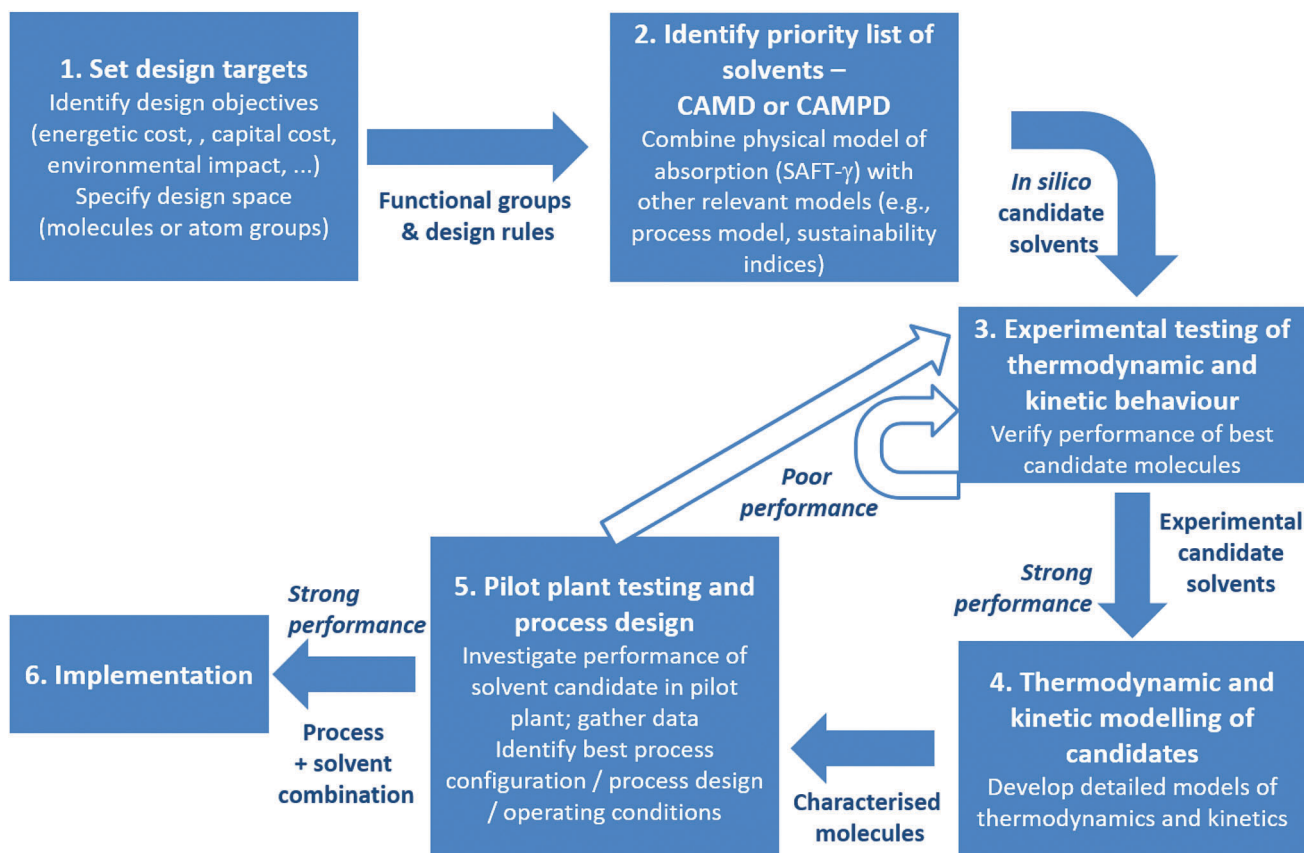 1. Set design targets
Identify design objectives
(energetic cost, , capital cost,
environmental impact, ...)
Specify design space
(molecules or atom groups)
Functional groups
& design rules
2. Identify priority list of
solvents –
CAMD or CAMPD
Combine physical model of
absorption (SAFT-γ) with
other relevant models (e.g.,
process model, sustainability
indices)
In silico
candidate
solvents
3. Experimental testing of
thermodynamic and
kinetic behaviour
Verify performance of best
candidate molecules
Poor
performance
Experimental
candidate
solvents
Strong
performance
4. Thermodynamic and
kinetic modelling of
candidates
Develop detailed models of
thermodynamics and kinetics
Characterised
molecules
5. Pilot plant testing and
process design
Investigate performance of
solvent candidate in pilot
plant; gather data
Identify best process
configuration / process design
/ operating conditions
Strong
performance
Process
+ solvent
combination
6. Implementation